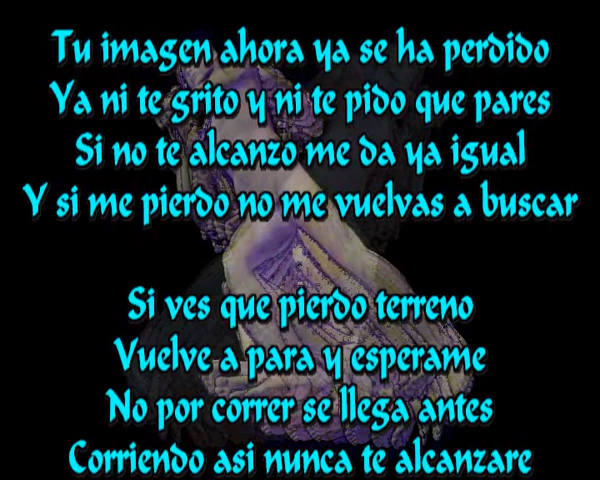 Tu imagen ahora ya se ha perdido
Ya ni te grito y ni te pido que pares
Si no te alcanzo me da ya igual
Y si me pierdo no me vuelvas a buscar
Si ves que pierdo terreno
Vuelve a para y esperame
No por correr se llega antes
Corriendo asi nunca te alcanzare